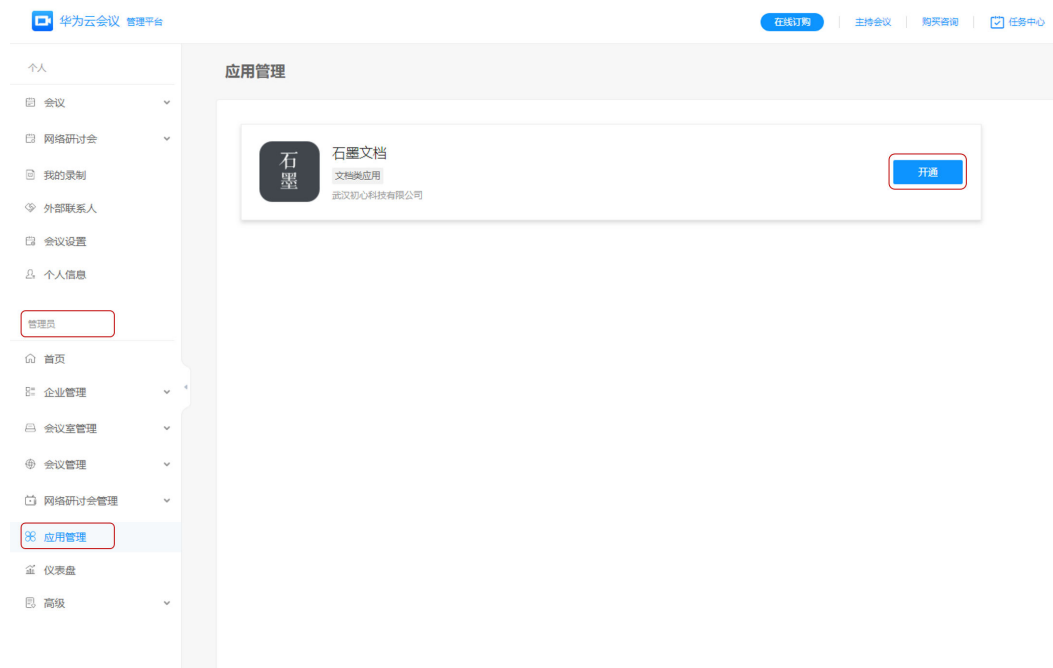 华为云会议 管理平台
在线订购 主持会议 购买咨询 任务中心
个人
会议
网络研讨会
我的录制
外部联系人
会议设置
个人信息
管理员
首页
企业管理
会议室管理
会议管理
网络研讨会管理
应用管理
仪表盘
高级
应用管理
石墨
石墨文档
文档类应用
武汉初心科技有限公司
开通